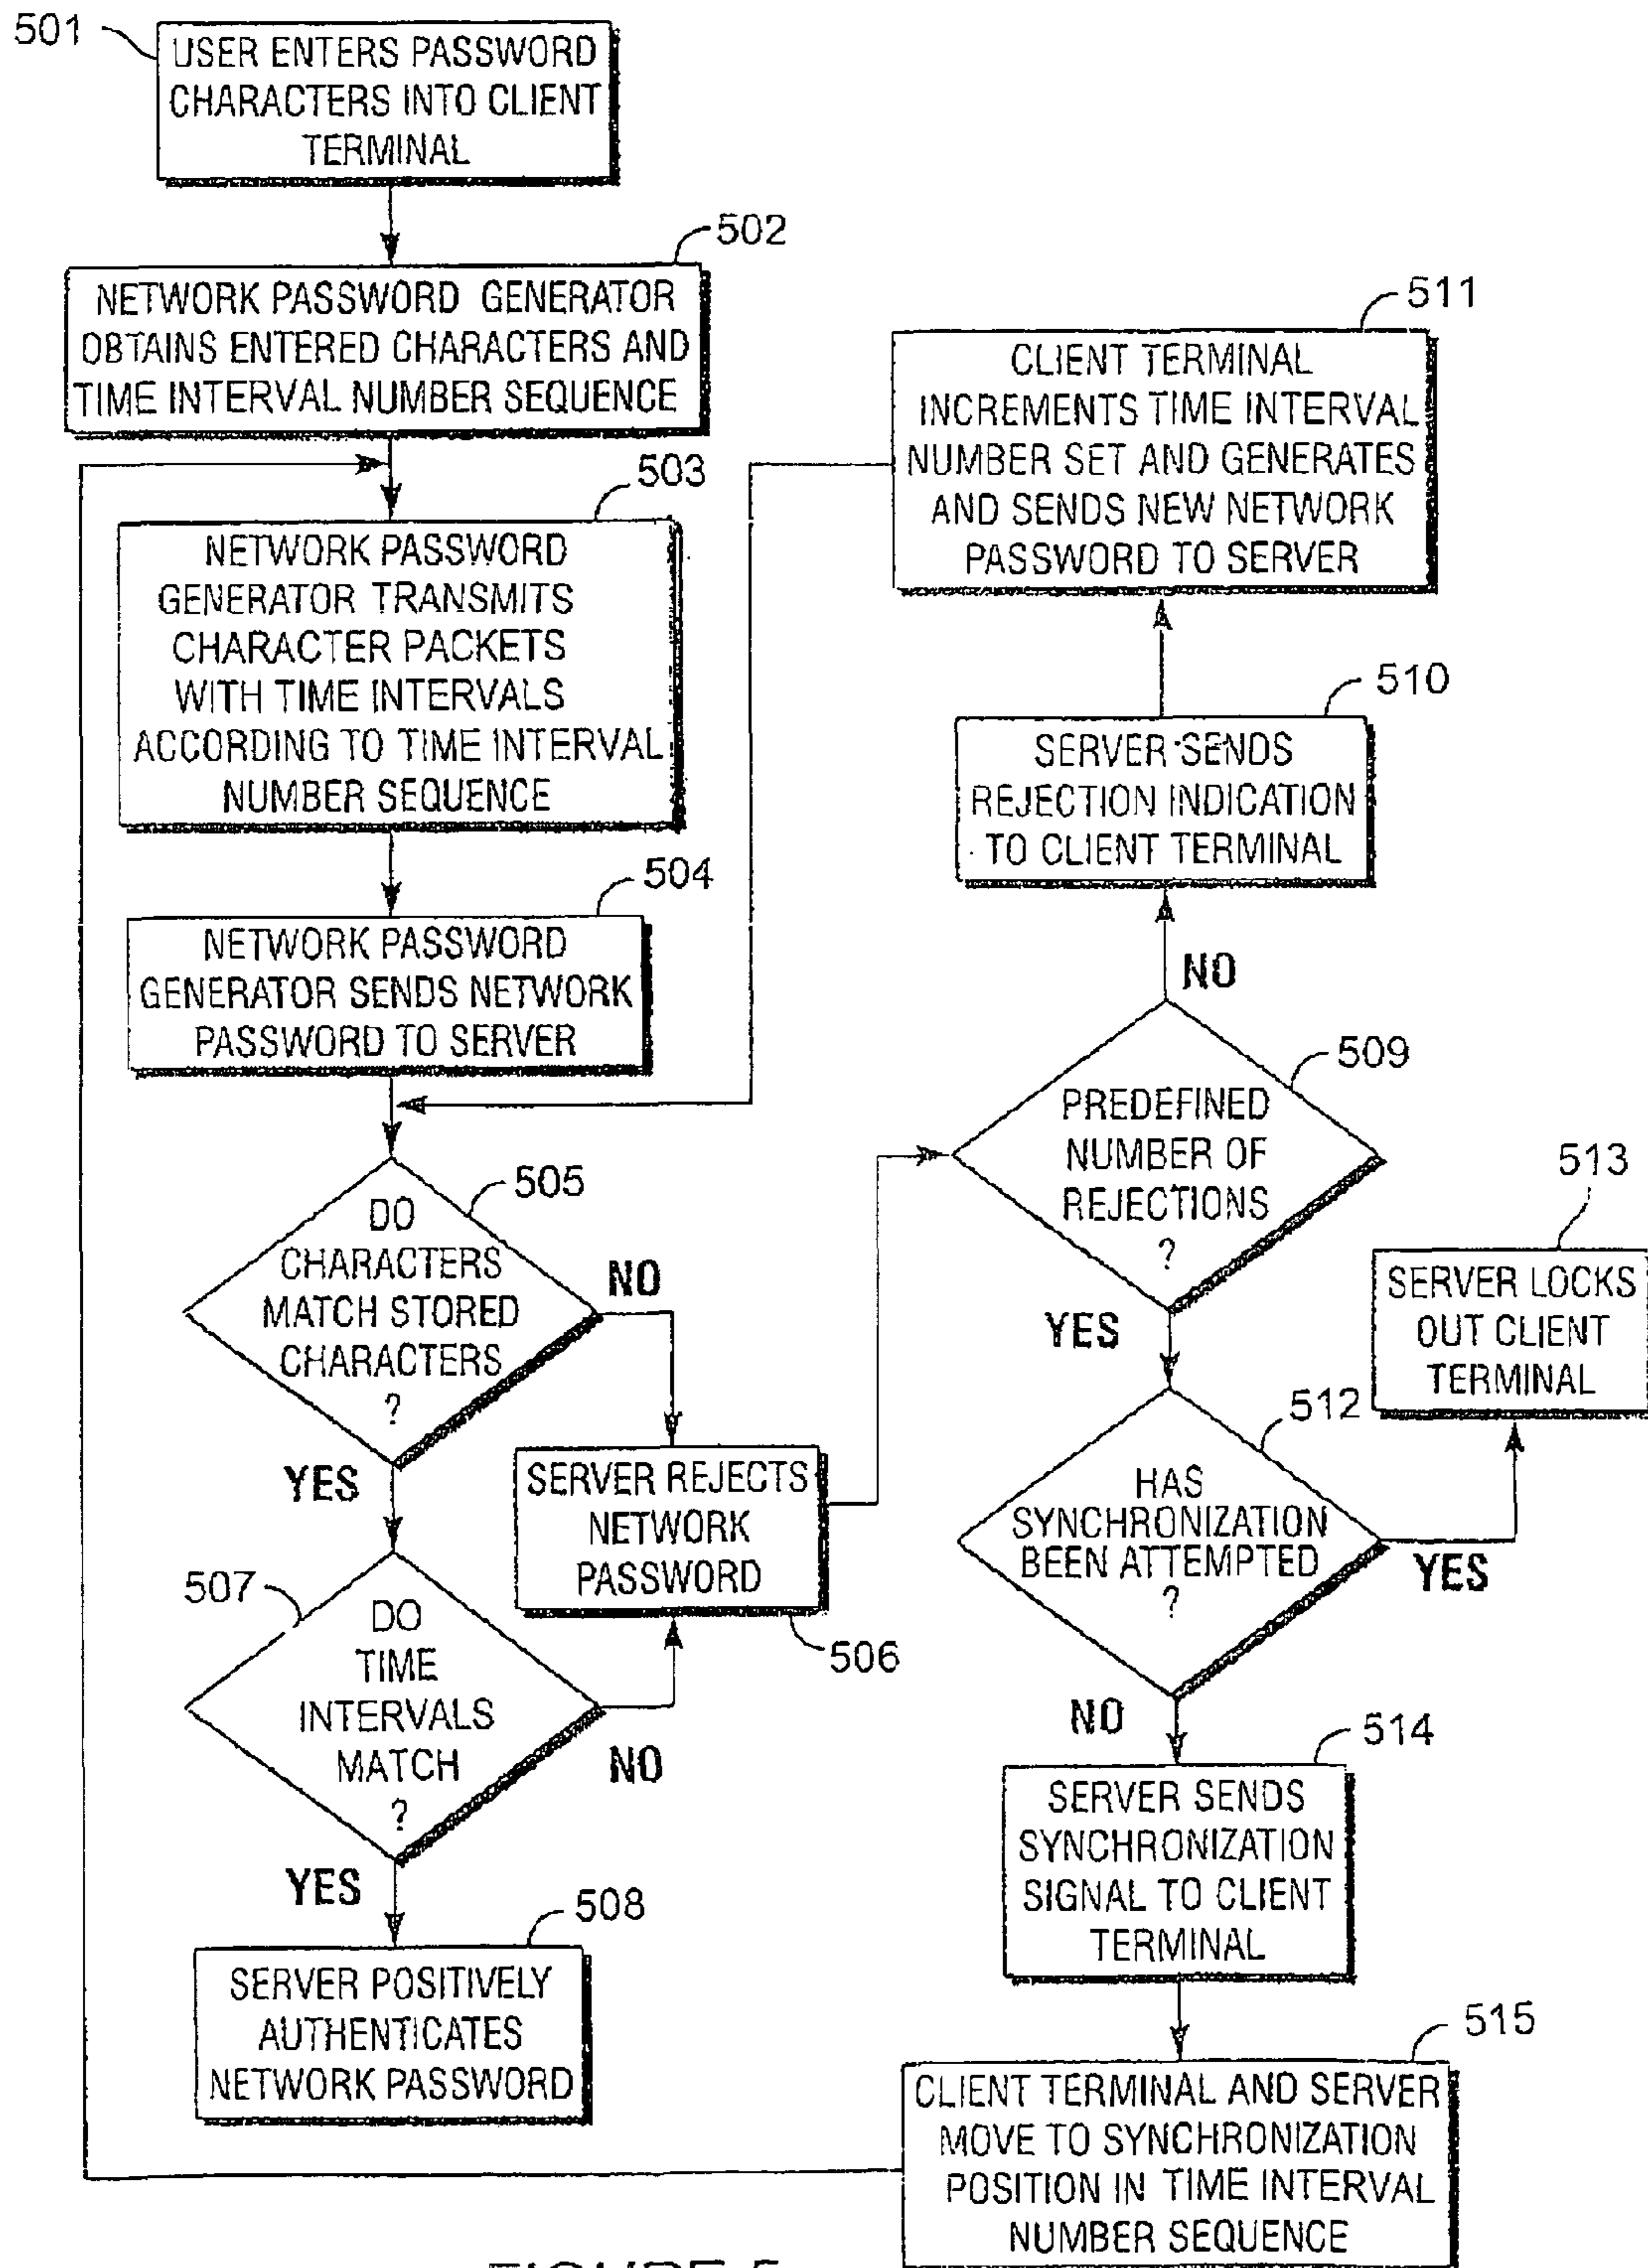 501
USER ENTERS PASSWORD
CHARACTERS INTO CLIENT
TERMINAL
502
NETWORK PASSWORD GENERATOR
OBTAINS ENTERED CHARACTERS AND
TIME INTERVAL NUMBER SEQUENCE
503
NETWORK PASSWORD
GENERATOR TRANSMITS
CHARACTER PACKETS
WITH TIME INTERVALS
ACCORDING TO TIME INTERVAL
NUMBER SEQUENCE
504
NETWORK PASSWORD
GENERATOR SENDS NETWORK
PASSWORD TO SERVER
505
DO
CHARACTERS
MATCH STORED
CHARACTERS
?
NO
YES
SERVER REJECTS
NETWORK
PASSWORD
506
507
DO
TIME
INTERVALS
MATCH
?
NO
YES
508
SERVER POSITIVELY
AUTHENTICATES
NETWORK PASSWORD
511
CLIENT TERMINAL
INCREMENTS TIME INTERVAL
NUMBER SET AND GENERATES
AND SENDS NEW NETWORK
PASSWORD TO SERVER
510
SERVER SENDS
REJECTION INDICATION
TO CLIENT TERMINAL
NO
509
PREDEFINED
NUMBER OF
REJECTIONS
?
YES
513
SERVER LOCKS
OUT CLIENT
TERMINAL
512
HAS
SYNCHRONIZATION
BEEN ATTEMPTED
?
YES
NO
514
SERVER SENDS
SYNCHRONIZATION
SIGNAL TO CLIENT
TERMINAL
515
CLIENT TERMINAL AND SERVER
MOVE TO SYNCHRONIZATION
POSITION IN TIME INTERVAL
NUMBER SEQUENCE